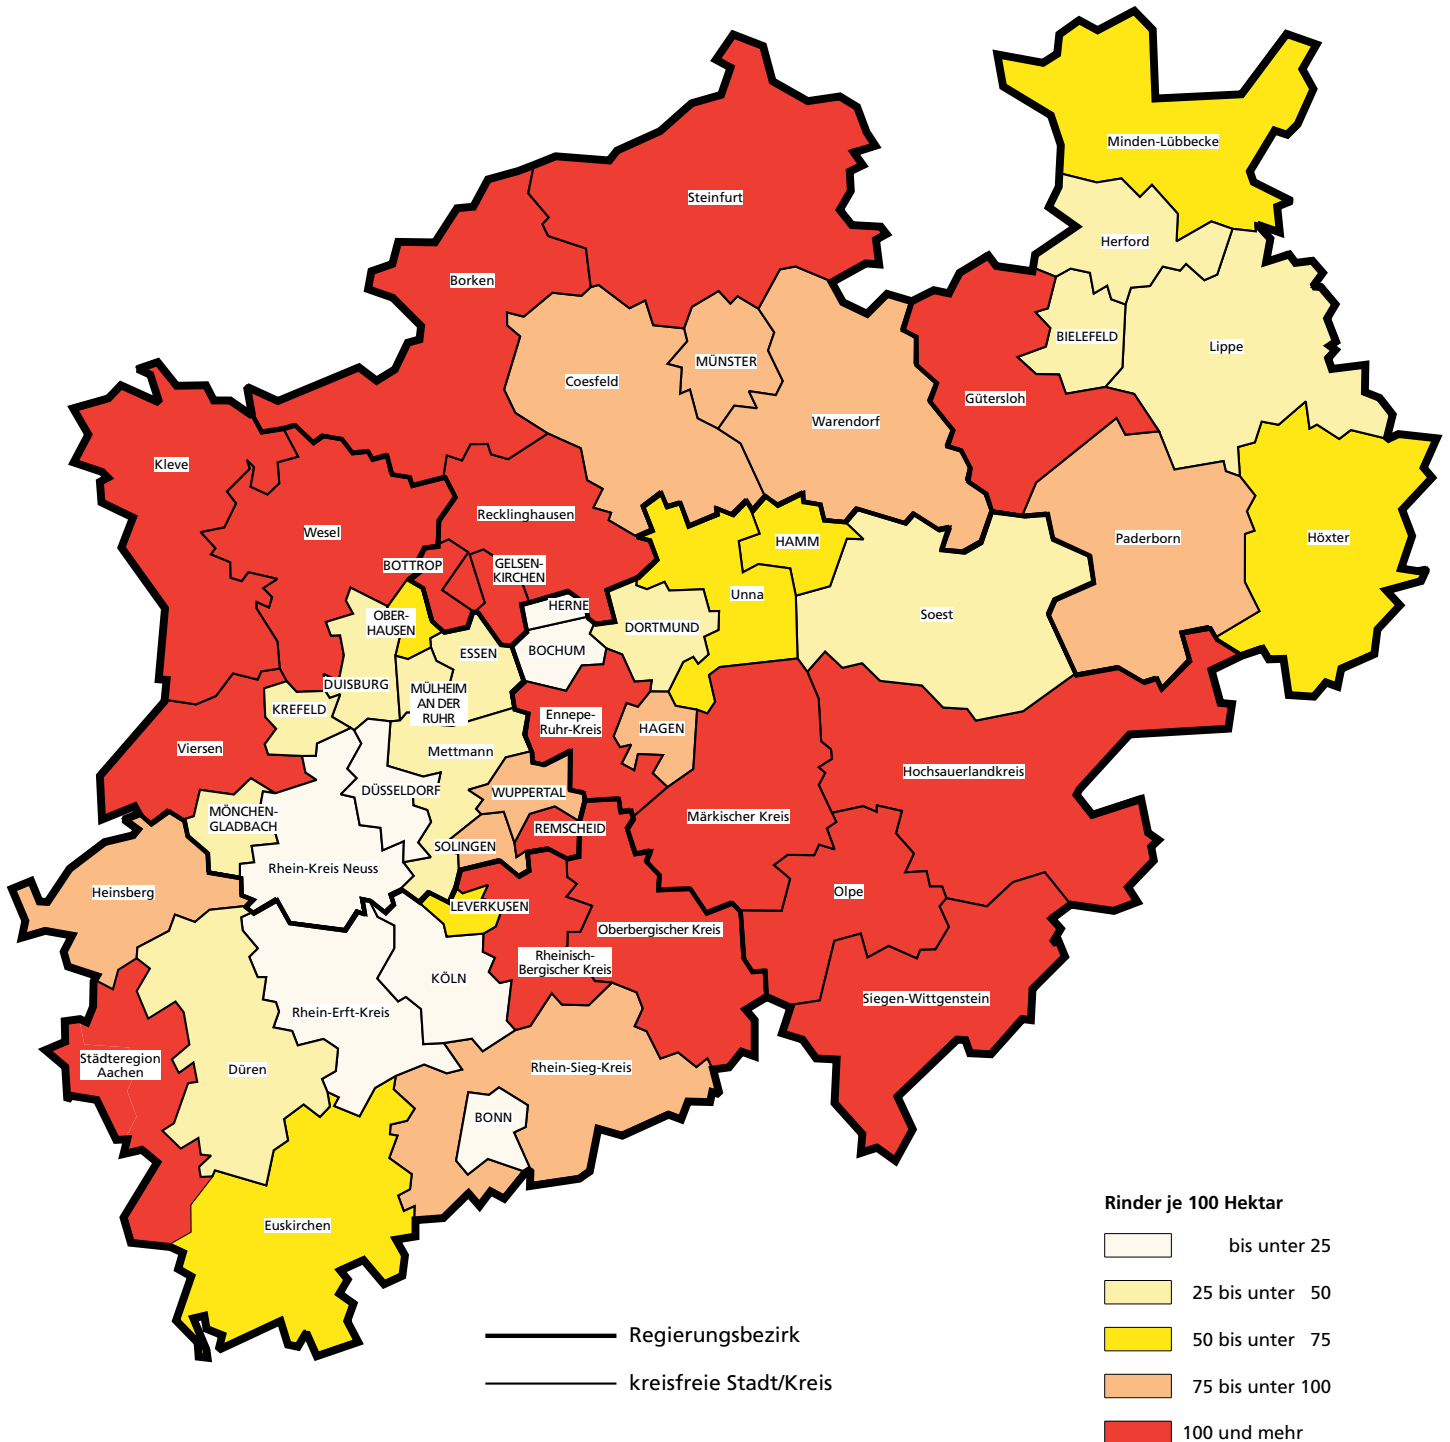 Minden-Lübbecke
Steinfurt
Herford
Borken
BIELEFELD
Lippe
MÜNSTER
Coesfeld
Gütersloh
Warendorf
Kleve
Recklinghausen
Wesel
Paderborn
Höxter
HAMM
BOTTROP
GELSEN-
KIRCHEN
Unna
HERNE
OBER-
HAUSEN
Soest
DORTMUND
BOCHUM
ESSEN
DUISBURG
MÜLHEIM
AN DER
RUHR
KREFELD
Ennepe-
Ruhr-Kreis
HAGEN
Viersen
Mettmann
Hochsauerlandkreis
DÜSSELDORF
WUPPERTAL
MÖNCHEN-
GLADBACH
Märkischer Kreis
REMSCHEID
SOLINGEN
Rhein-Kreis Neuss
Heinsberg
Olpe
LEVERKUSEN
Oberbergischer Kreis
Rheinisch-
Bergischer Kreis
KÖLN
Siegen-Wittgenstein
Rhein-Erft-Kreis
Städteregion
Aachen
Düren
Rhein-Sieg-Kreis
BONN
Euskirchen
Rinder je 100 Hektar
bis unter 25
25 bis unter 50
50 bis unter 75
75 bis unter 100
100 und mehr
Regierungsbezirk
kreisfreie Stadt/Kreis